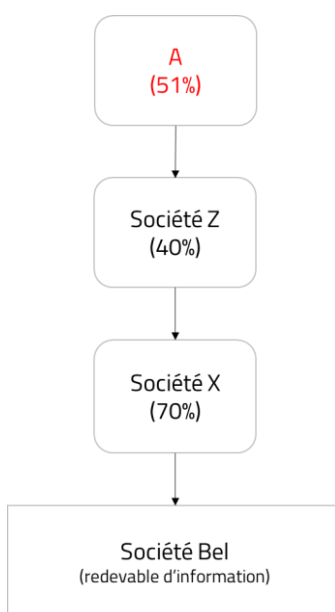 A
(51%)
Société Z
(40%)
Société X
(70%)
Société Bel
(redevable d'information)